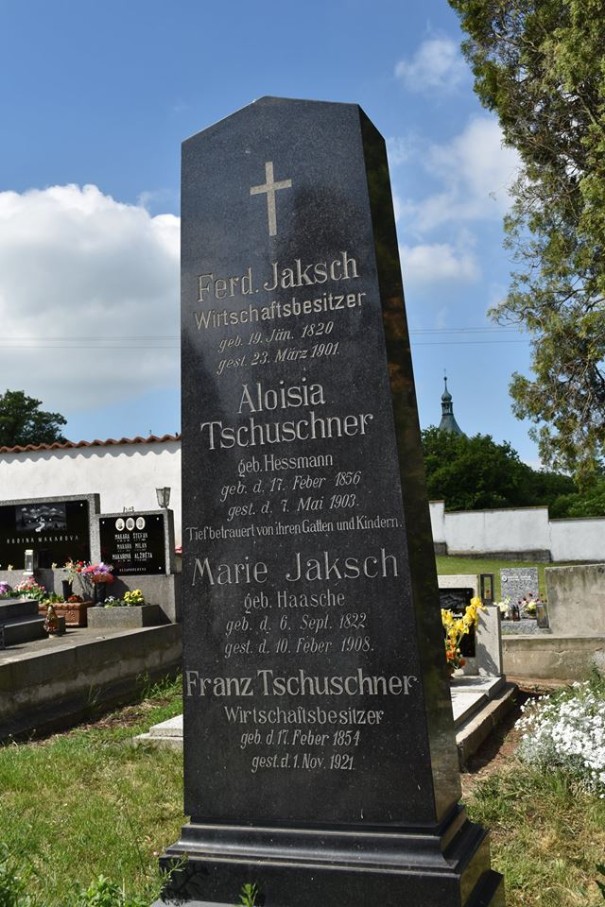 Ferd. Jaksch
Wirtschaftsbesitzer
geb. 19. Jän. 1820
gest. 23. März 1901.
Aloisia
Tschuschner
geb. Hessmann
geb. d. 17. Feber 1856
gest. d. 7. Mai 1903.
Tief betrauert von ihren Gatten und Kindern.
Marie Jaksch
geb. Haasche
geb. d. 6. Sept. 1822
gest. d. 10. Feber 1908.
Franz Tschuschner
Wirtschaftsbesitzer
geb. d 17. Feber 1854
gest. d. 1. Nov. 1921.